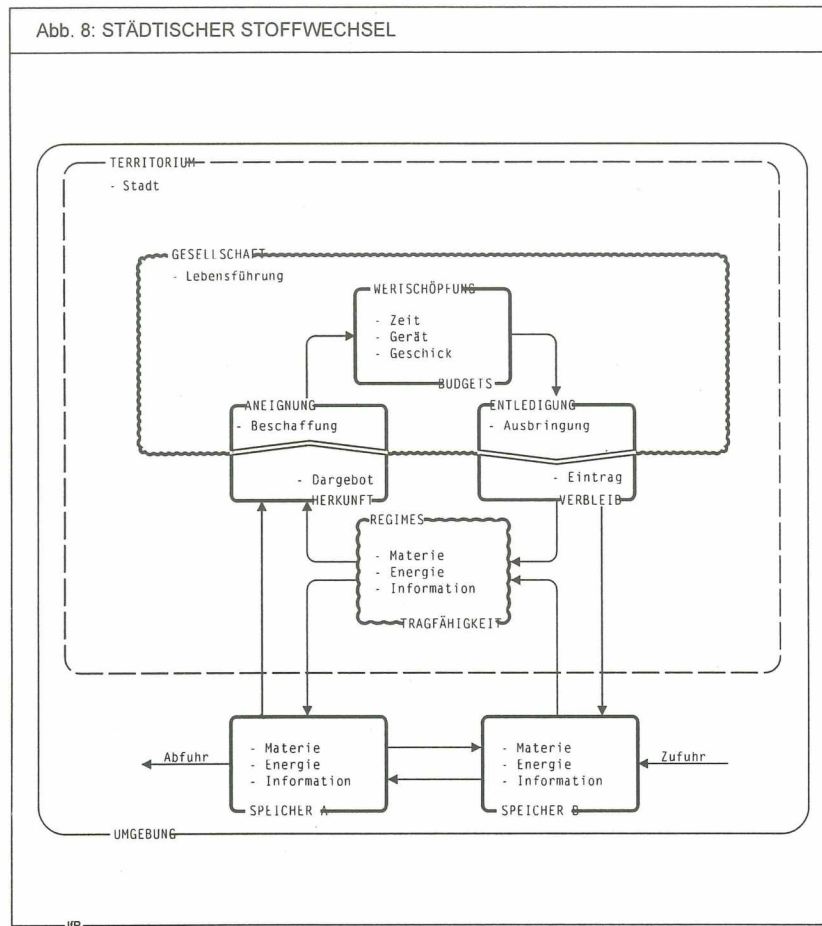 Abb. 8: STÄDTISCHER STOFFWECHSEL
TERRITORIUM
- Stadt
GESELLSCHAFT
- Lebensführung
WERTSCHÖPFUNG
- Zeit
- Gerät
- Geschick
BUDGETS
ANEIGNUNG
- Beschaffung
- Dargebot
HERKUNFT
ENTLEDIGUNG
- Ausbringung
- Eintrag
VERBLEIB
REGIMES
- Materie
- Energie
- Information
TRAGFÄHIGKEIT
Abfuhr
- Materie
- Energie
- Information
SPEICHER A
- Materie
- Energie
- Information
SPEICHER B
Zufuhr
UMGEBUNG